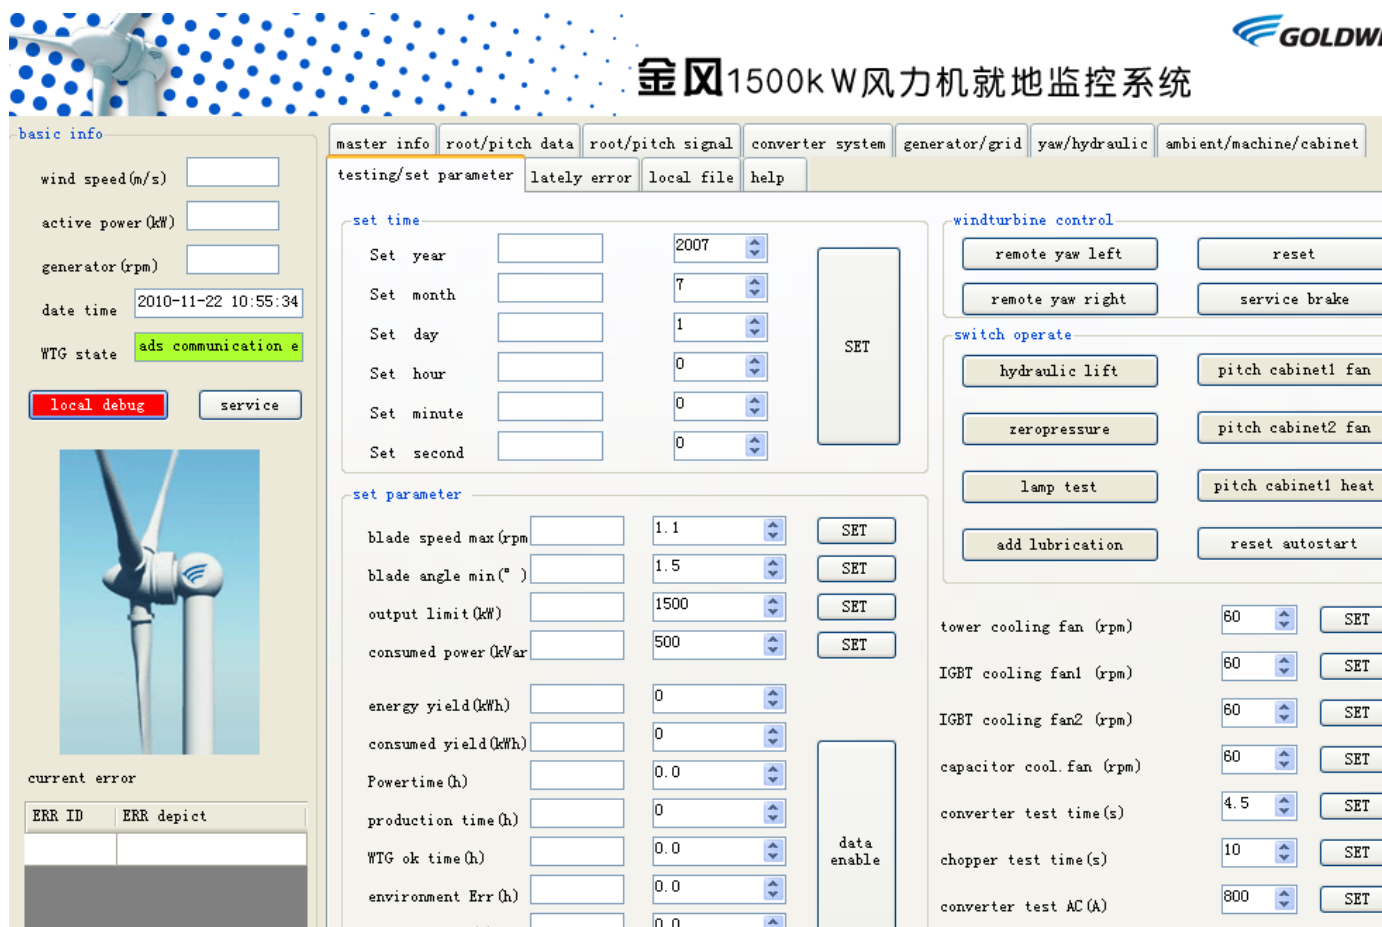 GOLDWI
金风1500kW风力机就地监控系统
basic info
wind speed(m/s)
active power(kW)
generator(rpm)
date time 2010-11-22 10:55:34
WTG state ads communication e
local debug service
current error
ERR ID ERR depict
master info root/pitch data root/pitch signal converter system generator/grid yaw/hydraulic ambient/machine/cabinet
testing/set parameter lately error local file help
set time
Set year 2007
Set month 7
Set day 1
Set hour 0
Set minute 0
Set second 0
SET
set parameter
blade speed max(rpm 1.1 SET
blade angle min(° ) 1.5 SET
output limit(kW) 1500 SET
consumed power(kVar 500 SET
energy yield(kWh) 0
consumed yield(kWh) 0
Powertime(h) 0.0
production time(h) 0
WTG ok time(h) 0.0
environment Err(h) 0.0
0.0
data
enable
windturbine control
remote yaw left reset
remote yaw right service brake
switch operate
hydraulic lift pitch cabinet1 fan
zeropressure pitch cabinet2 fan
lamp test pitch cabinet1 heat
add lubrication reset autostart
tower cooling fan (rpm) 60 SET
IGBT cooling fan1 (rpm) 60 SET
IGBT cooling fan2 (rpm) 60 SET
capacitor cool.fan (rpm) 60 SET
converter test time(s) 4.5 SET
chopper test time(s) 10 SET
converter test AC(A) 800 SET